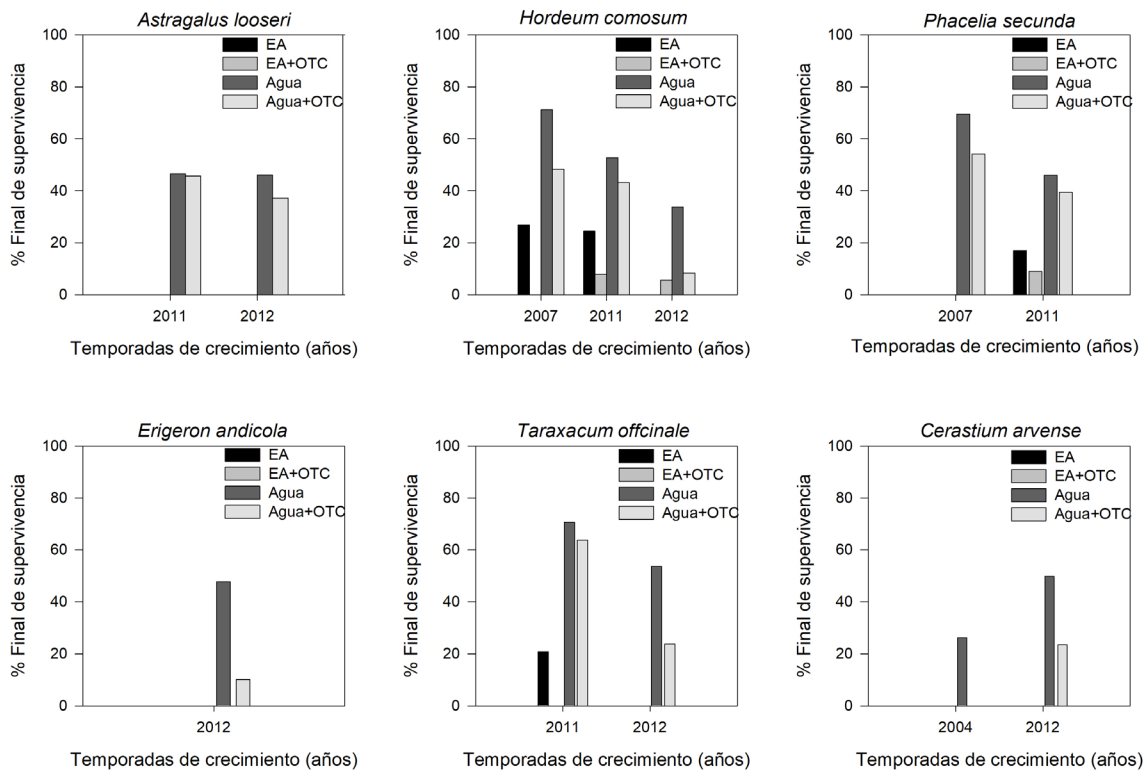 Astragalus looseri
% Final de supervivencia
100
80
60
40
20
0
EA
EA+OTC
Agua
Agua+OTC
2011 2012
Temporadas de crecimiento (años)
Hordeum comosum
% Final de supervivencia
100
80
60
40
20
0
EA
EA+OTC
Agua
Agua+OTC
2007 2011 2012
Temporadas de crecimiento (años)
Phacelia secunda
% Final de supervivencia
100
80
60
40
20
0
EA
EA+OTC
Agua
Agua+OTC
2007 2011
Temporadas de crecimiento (años)
Erigeron andicola
% Final de supervivencia
100
80
60
40
20
0
EA
EA+OTC
Agua
Agua+OTC
2012
Temporadas de crecimiento (años)
Taraxacum offcinale
% Final de supervivencia
100
80
60
40
20
0
EA
EA+OTC
Agua
Agua+OTC
2011 2012
Temporadas de crecimiento (años)
Cerastium arvense
% Final de supervivencia
100
80
60
40
20
0
EA
EA+OTC
Agua
Agua+OTC
2004 2012
Temporadas de crecimiento (años)